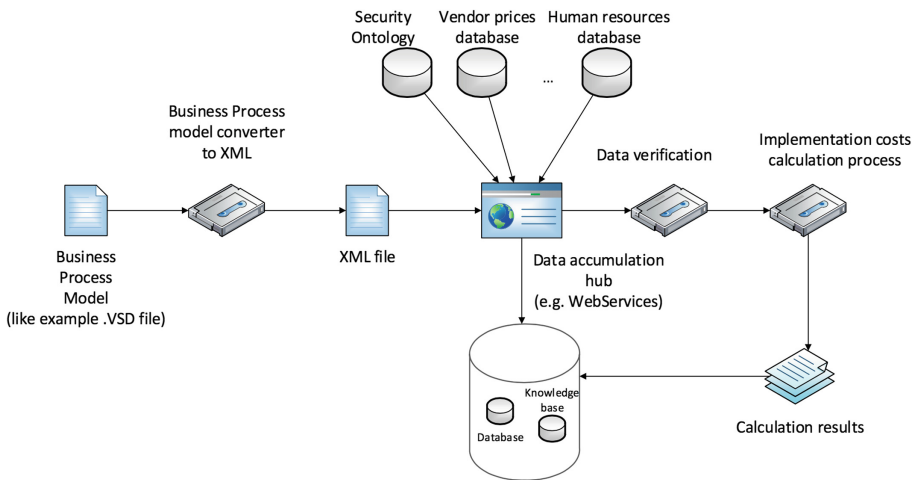 Security
Ontology
Vendor prices
database
Human resources
database
...
Business Process
model converter
to XML
Data verification
Implementation costs
calculation process
Business
Process
Model
(like example .VSD file)
XML file
Data accumulation
hub
(e.g. WebServices)
Knowledge
base
Database
Calculation results